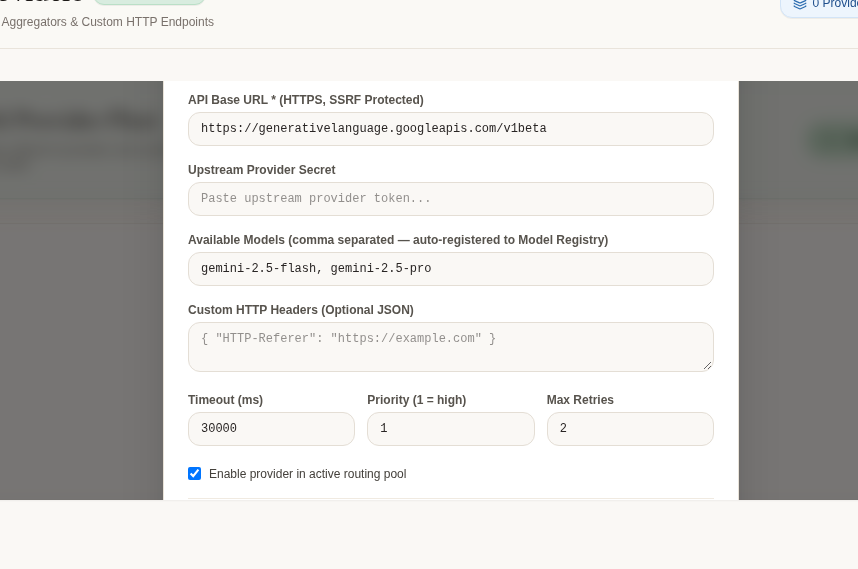 Aggregators & Custom HTTP Endpoints
0
API Base URL * (HTTPS, SSRF Protected)
https://generativelanguage.googleapis.com/v1beta
Upstream Provider Secret
Paste upstream provider token...
Available Models (comma separated — auto-registered to Model Registry)
gemini-2.5-flash, gemini-2.5-pro
Custom HTTP Headers (Optional JSON)
{ "HTTP-Referer": "https://example.com" }
Timeout (ms) Priority (1 = high) Max Retries
30000 1 2
Enable provider in active routing pool